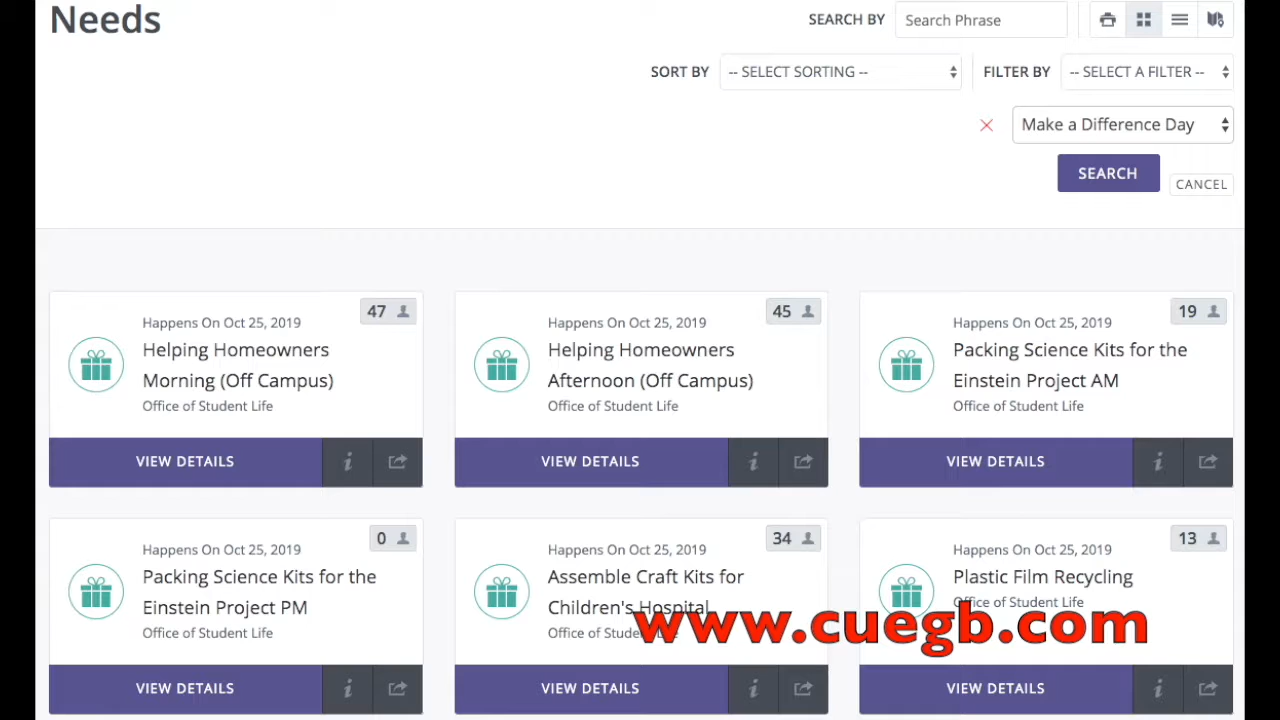 Needs
SEARCH BY
Search Phrase
SORT BY
-- SELECT SORTING --
FILTER BY
-- SELECT A FILTER --
Make a Difference Day
SEARCH
CANCEL
47
Happens On Oct 25, 2019
Helping Homeowners
Morning (Off Campus)
Office of Student Life
VIEW DETAILS
i
45
Happens On Oct 25, 2019
Helping Homeowners
Afternoon (Off Campus)
Office of Student Life
VIEW DETAILS
i
19
Happens On Oct 25, 2019
Packing Science Kits for the
Einstein Project AM
Office of Student Life
VIEW DETAILS
i
0
Happens On Oct 25, 2019
Packing Science Kits for the
Einstein Project PM
Office of Student Life
VIEW DETAILS
i
34
Happens On Oct 25, 2019
Assemble Craft Kits for
Children's Hospital
Office of Student Life
VIEW DETAILS
i
13
Happens On Oct 25, 2019
Plastic Film Recycling
Office of Student Life
VIEW DETAILS
i
www.cuegb.com